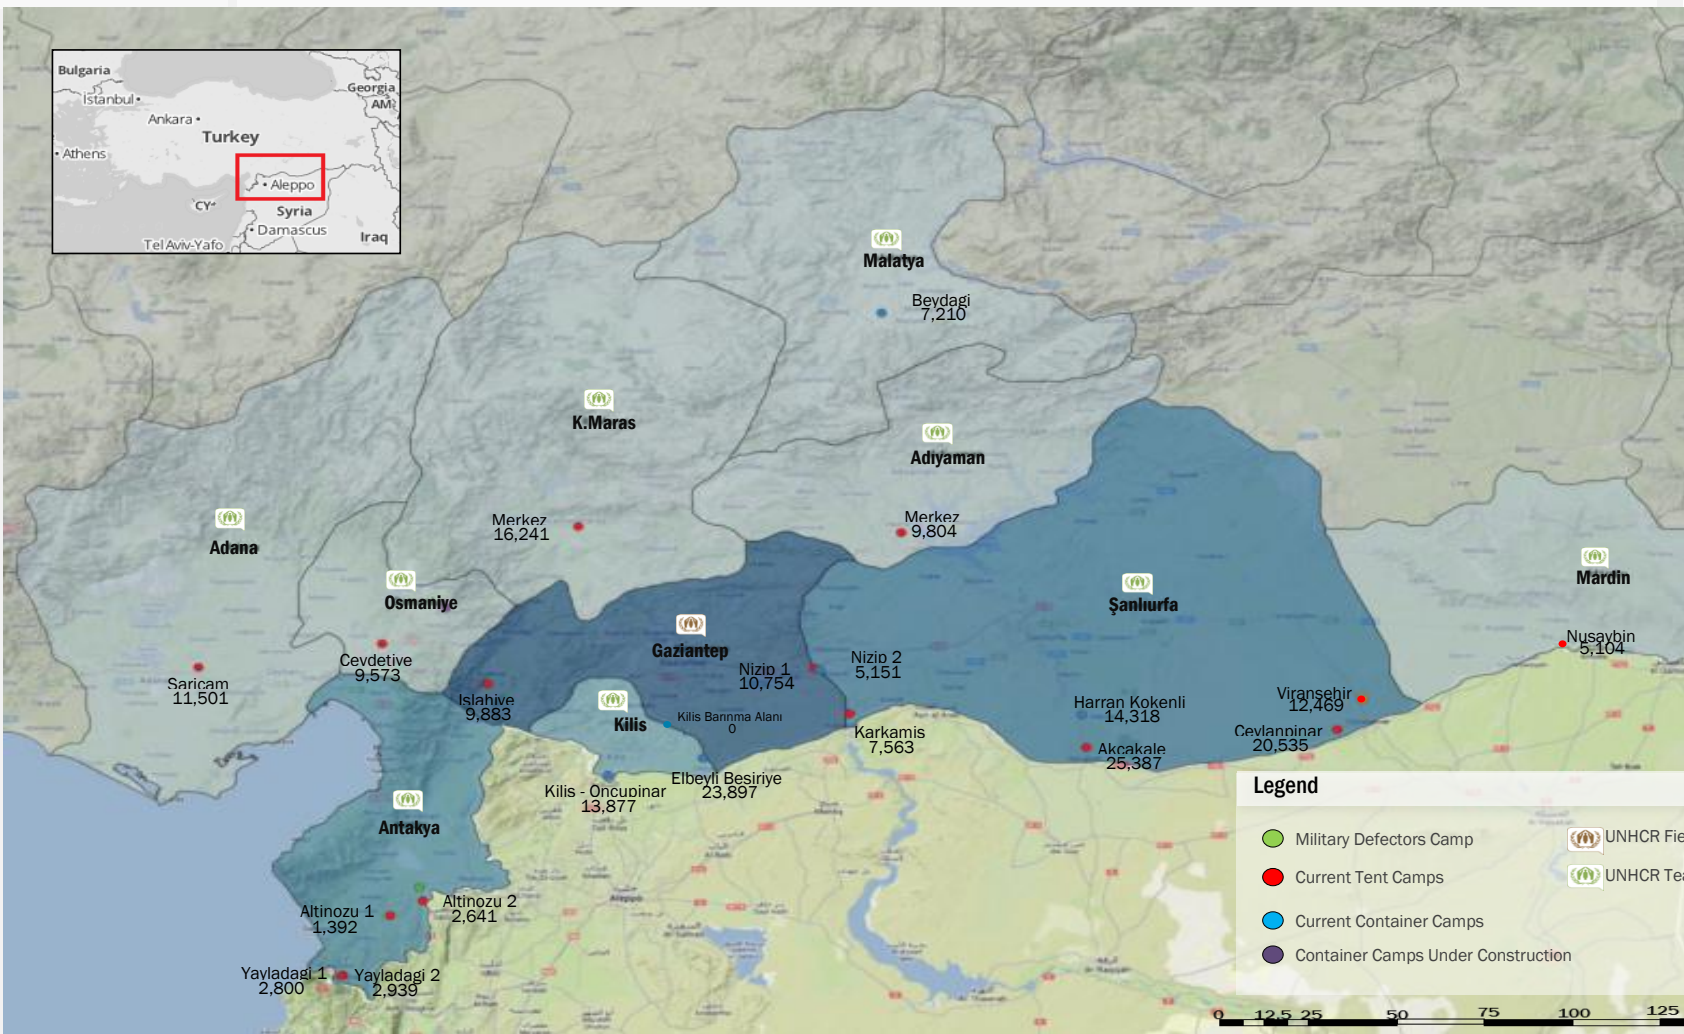 Bulgaria
Georgia
İstanbul
AM
Ankara
Turkey
Athens
Aleppo
CY
Syria
Damascus
Tel Aviv-Yafo
Iraq
Malatya
Beydagi
7,210
K.Maras
Adıyaman
Merkez
16,241
Merkez
9,804
Adana
Osmaniye
Mardin
Şanlıurfa
Gaziantep
Nusaybin
5,104
Cevdetiye
9,573
Nizip 1
10,754
Nizip 2
5,151
Saricam
11,501
Islahiye
9,883
Kilis
Kilis Barınma Alanı
0
Harran Kokenli
14,318
Viranşehir
12,469
Karkamis
7,563
Ceylanpinar
20,535
Akcakale
25,387
Elbeyli Besiriye
23,897
Kilis - Oncupinar
13,877
Antakya
Altinozu 1
1,392
Altinozu 2
2,641
Yayladagi 1
2,800
Yayladagi 2
2,939
Aleppo
Legend
Military Defectors Camp
UNHCR Fie
Current Tent Camps
UNHCR Tea
Current Container Camps
Container Camps Under Construction
0 12,5 25 50 75 100 125